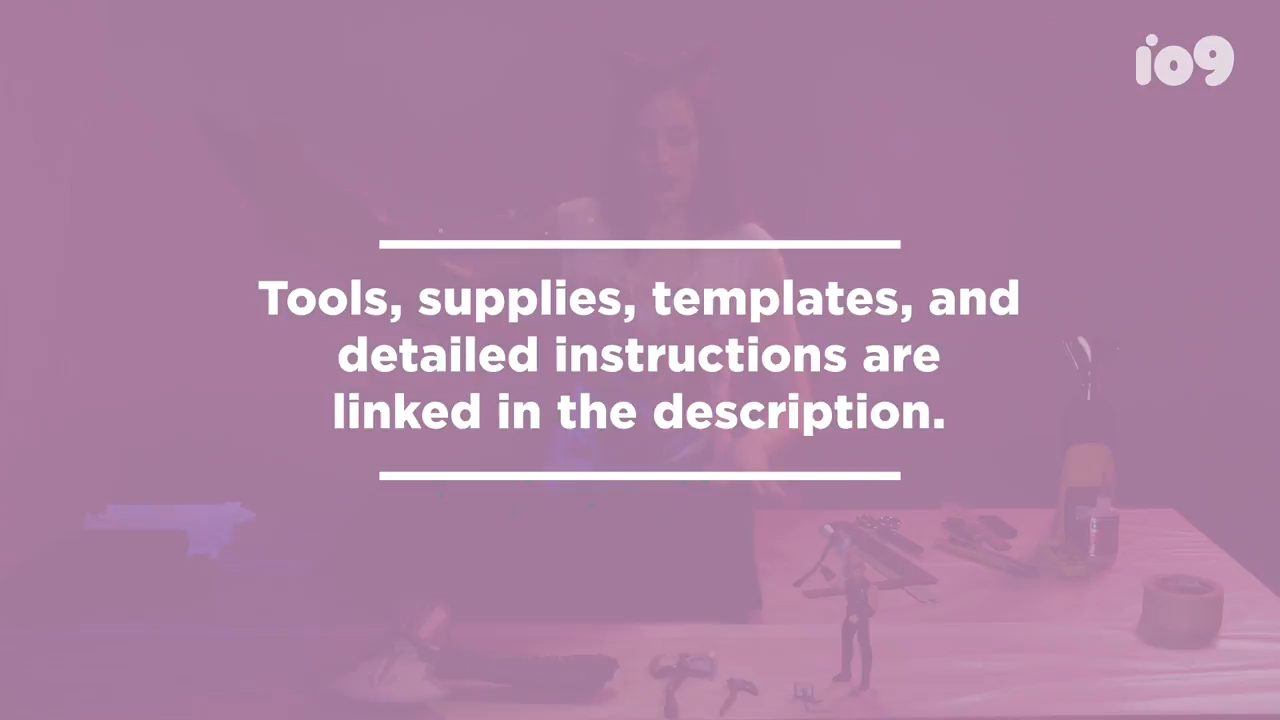 io9
Tools, supplies, templates, and
detailed instructions are
linked in the description.